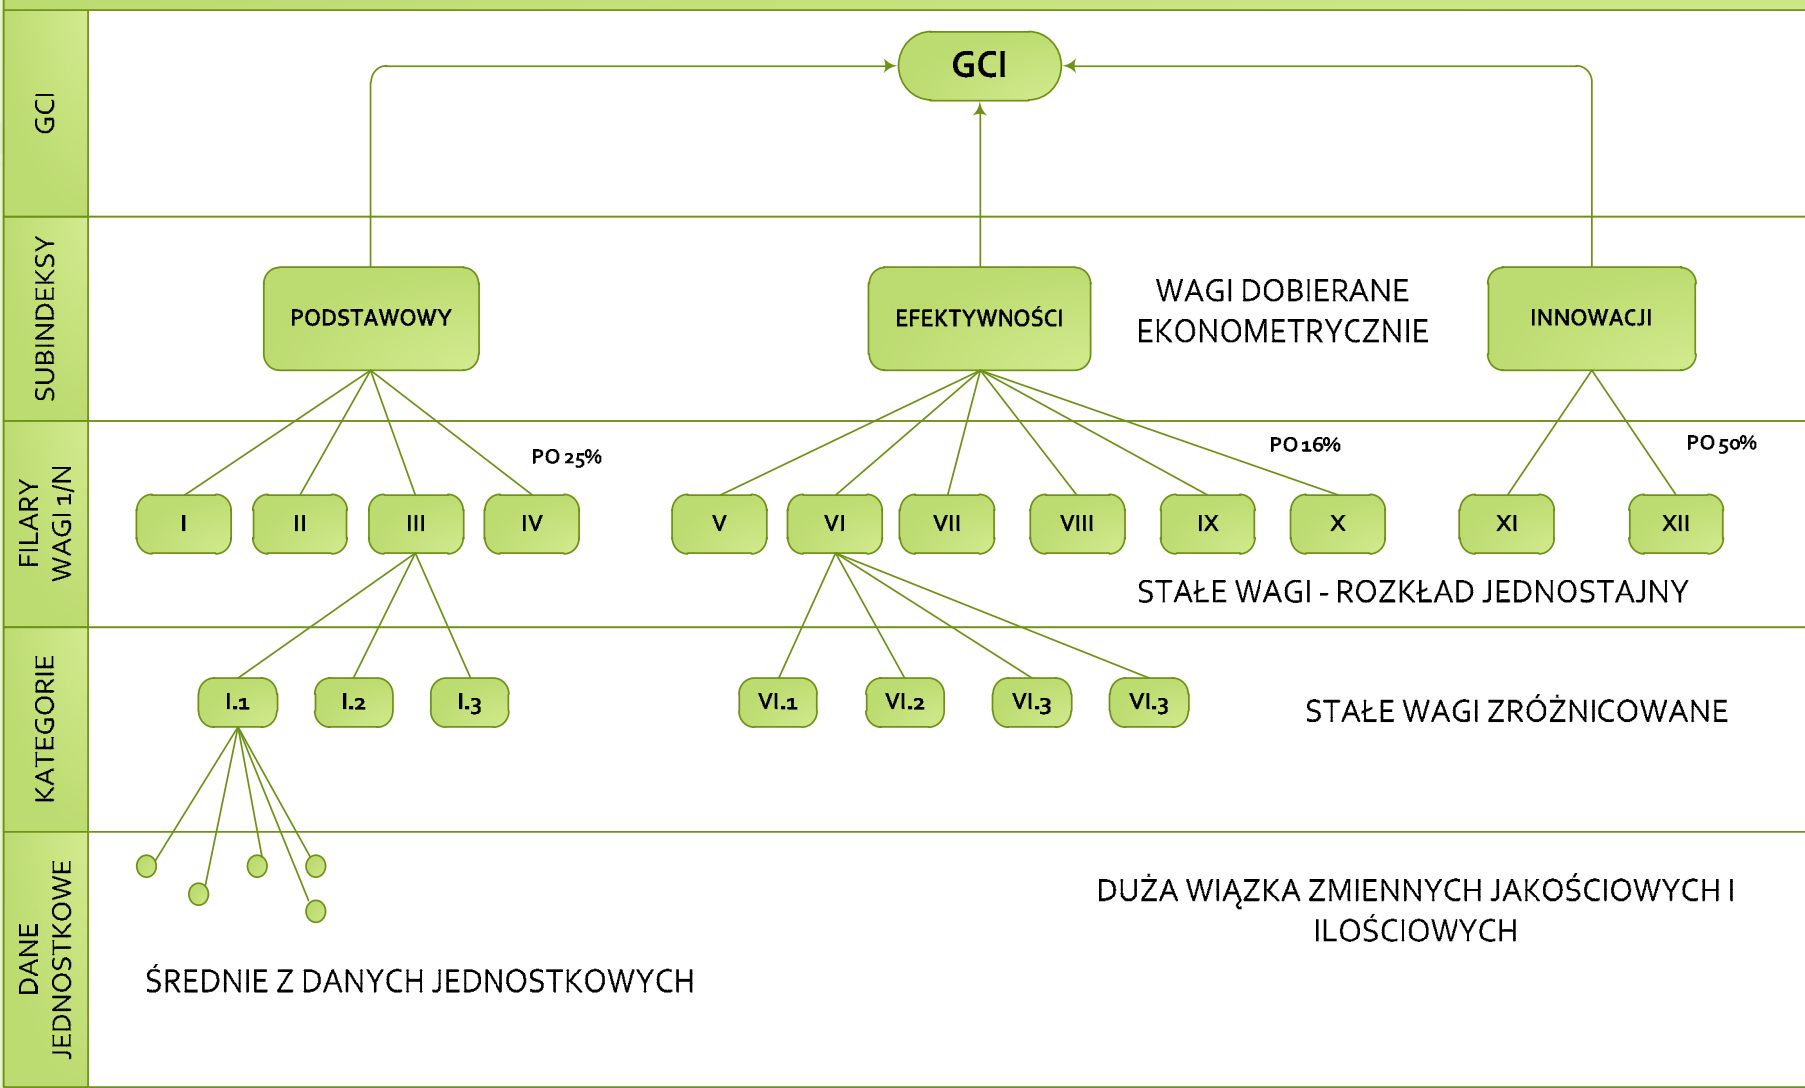 GCI
GCI
SUBINDEKSY
PODSTAWOWY
EFEKTYWNOŚCI
WAGI DOBIERANE
EKONOMETRYCZNIE
INNOWACJI
FILARY
WAGI 1/N
PO 25%
PO 16%
PO 50%
I
II
III
IV
V
VI
VII
VIII
IX
X
XI
XII
STAŁE WAGI - ROZKŁAD JEDNOSTAJNY
KATEGORIE
I.1
I.2
I.3
VI.1
VI.2
VI.3
VI.3
STAŁE WAGI ZRÓŻNICOWANE
DANE
JEDNOSTKOWE
DUŻA WIĄZKA ZMIENNYCH JAKOŚCIOWYCH I
ILOŚCIOWYCH
ŚREDNIE Z DANYCH JEDNOSTKOWYCH